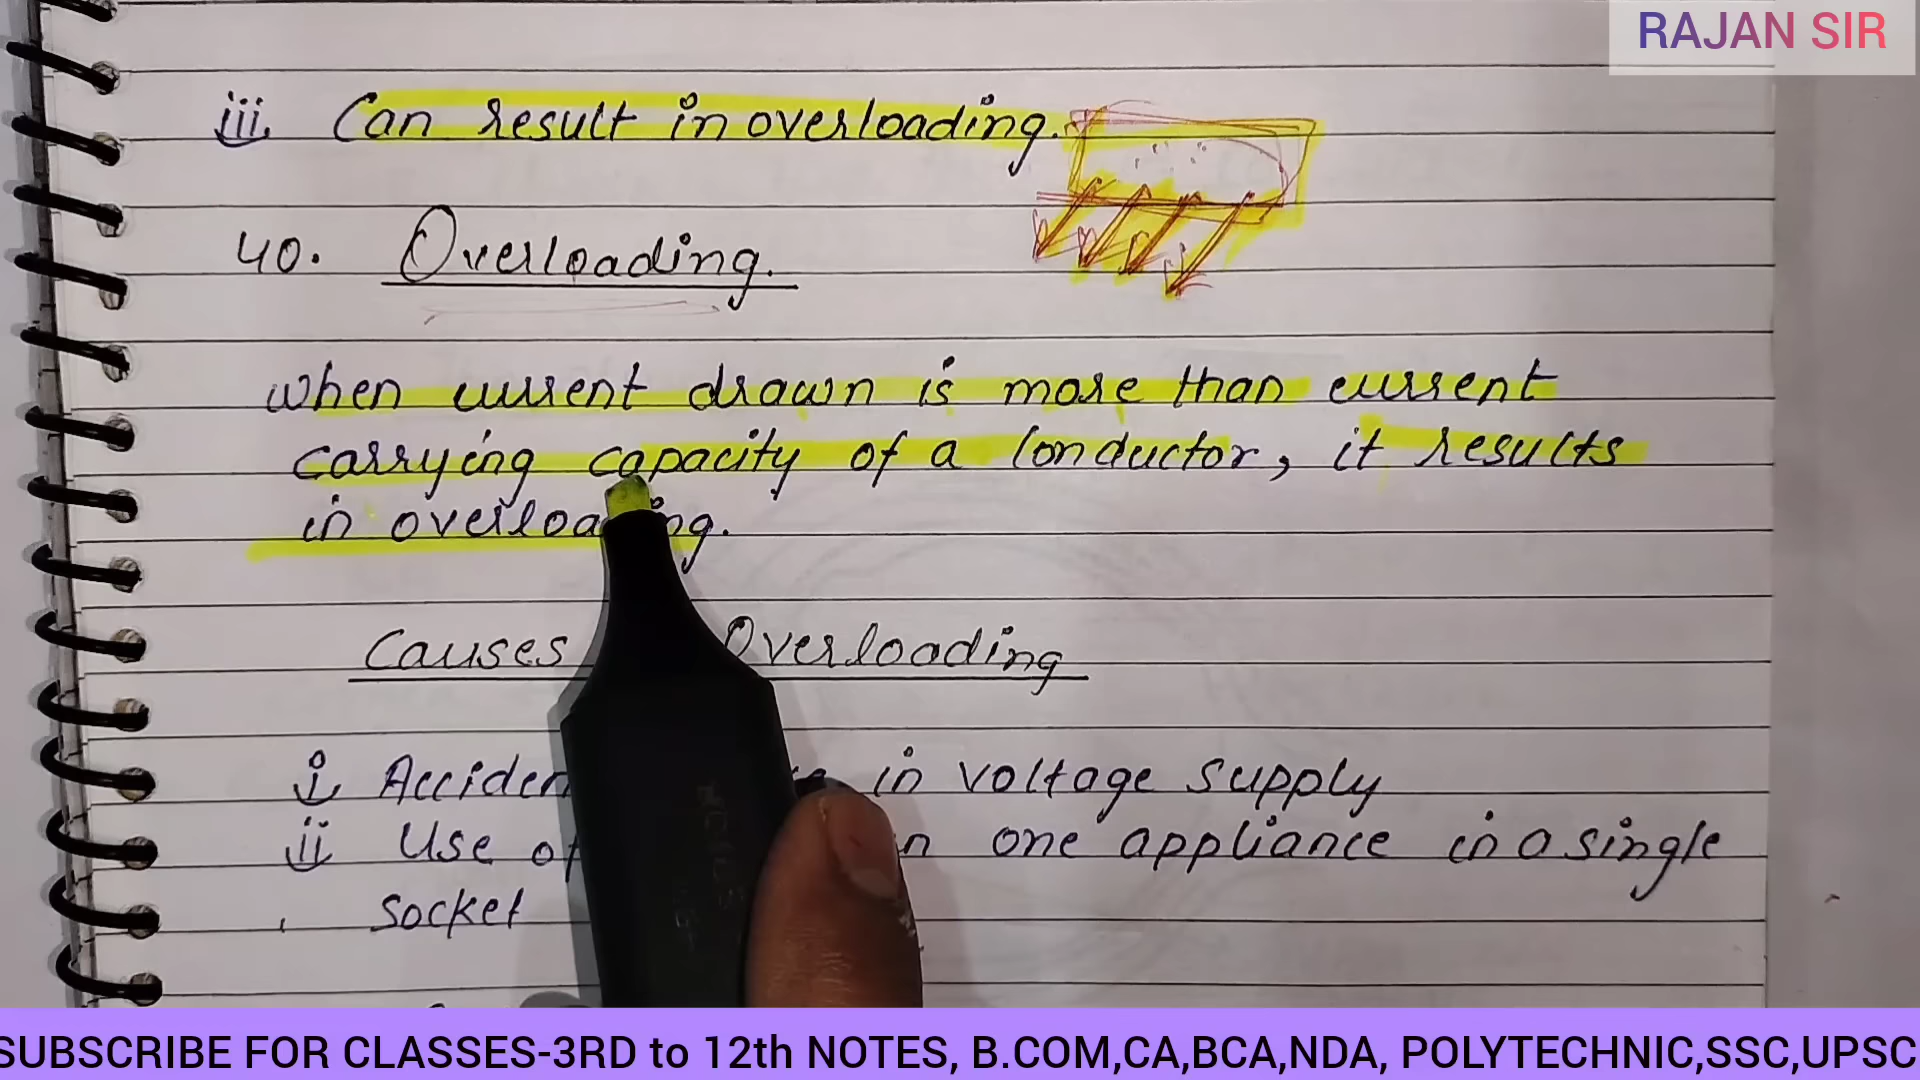 RAJAN SIR
iii, Can result in overloading.
40. Overloading.
when current drawn is more than current
carrying capacity of a Conductor, it results
in overloading.
Causes Overloading
i, in voltage supply
ii, Use of one appliance in a single
socket
SUBSCRIBE FOR CLASSES-3RD to 12th NOTES, B.COM,CA,BCA,NDA, POLYTECHNIC,SSC,UPSC